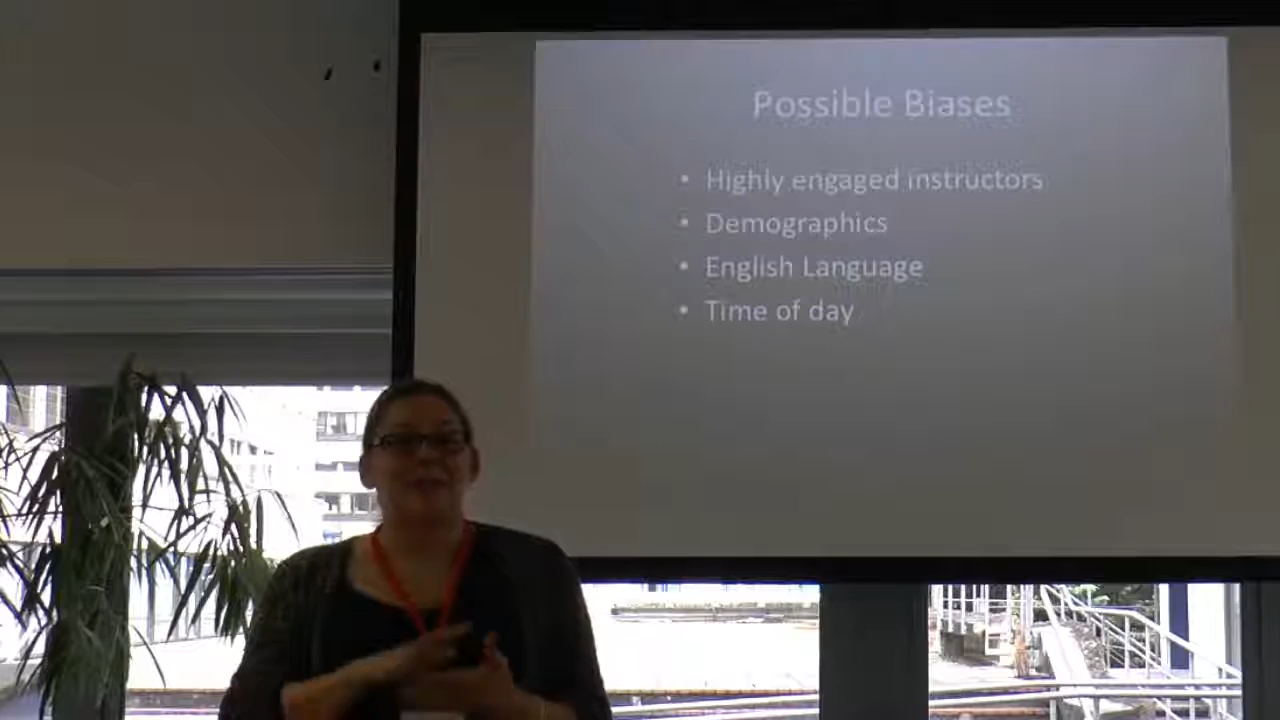 Possible Biases
• Highly engaged instructors
• Demographics
• English Language
• Time of day